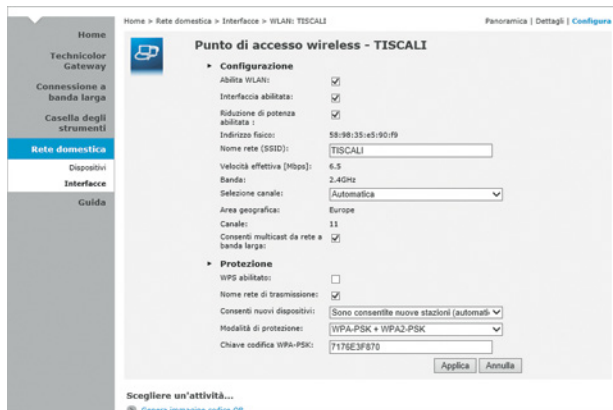 Home > Rete domestica > Interfacce > WLAN: TISCALI
Panoramica | Dettagli | Configura
Home
Technicolor
Gateway
Connessione a
banda larga
Casella degli
strumenti
Rete domestica
Dispositivi
Interfacce
Guida
Punto di accesso wireless - TISCALI
Configurazione
Abilita WLAN:
Interfaccia abilitata:
Riduzione di potenza
abilitata :
Indirizzo fisico: 58:98:35:e5:90:f9
Nome rete (SSID): TISCALI
Velocità effettiva [Mbps]: 6.5
Banda: 2.4GHz
Selezione canale: Automatica
Area geografica: Europe
Canale: 11
Consenti multicast da rete a
banda larga:
Protezione
WPS abilitato:
Nome rete di trasmissione:
Consenti nuovi dispositivi: Sono consentite nuove stazioni (automati
Modalità di protezione: WPA-PSK + WPA2-PSK
Chiave codifica WPA-PSK: 7176E3F870
Applica Annulla
Scegliere un'attività...
Genera immagine codice QR